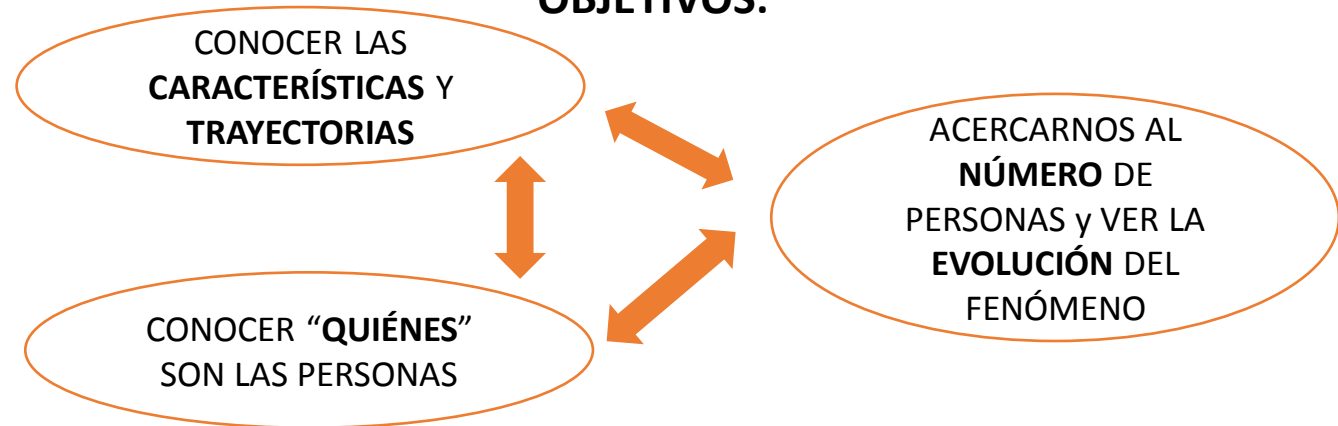 OBJETIVOS:
CONOCER LAS
CARACTERÍSTICAS Y
TRAYECTORIAS
ACERCARNOS AL
NÚMERO DE
PERSONAS y VER LA
EVOLUCIÓN DEL
FENÓMENO
CONOCER “QUIÉNES”
SON LAS PERSONAS